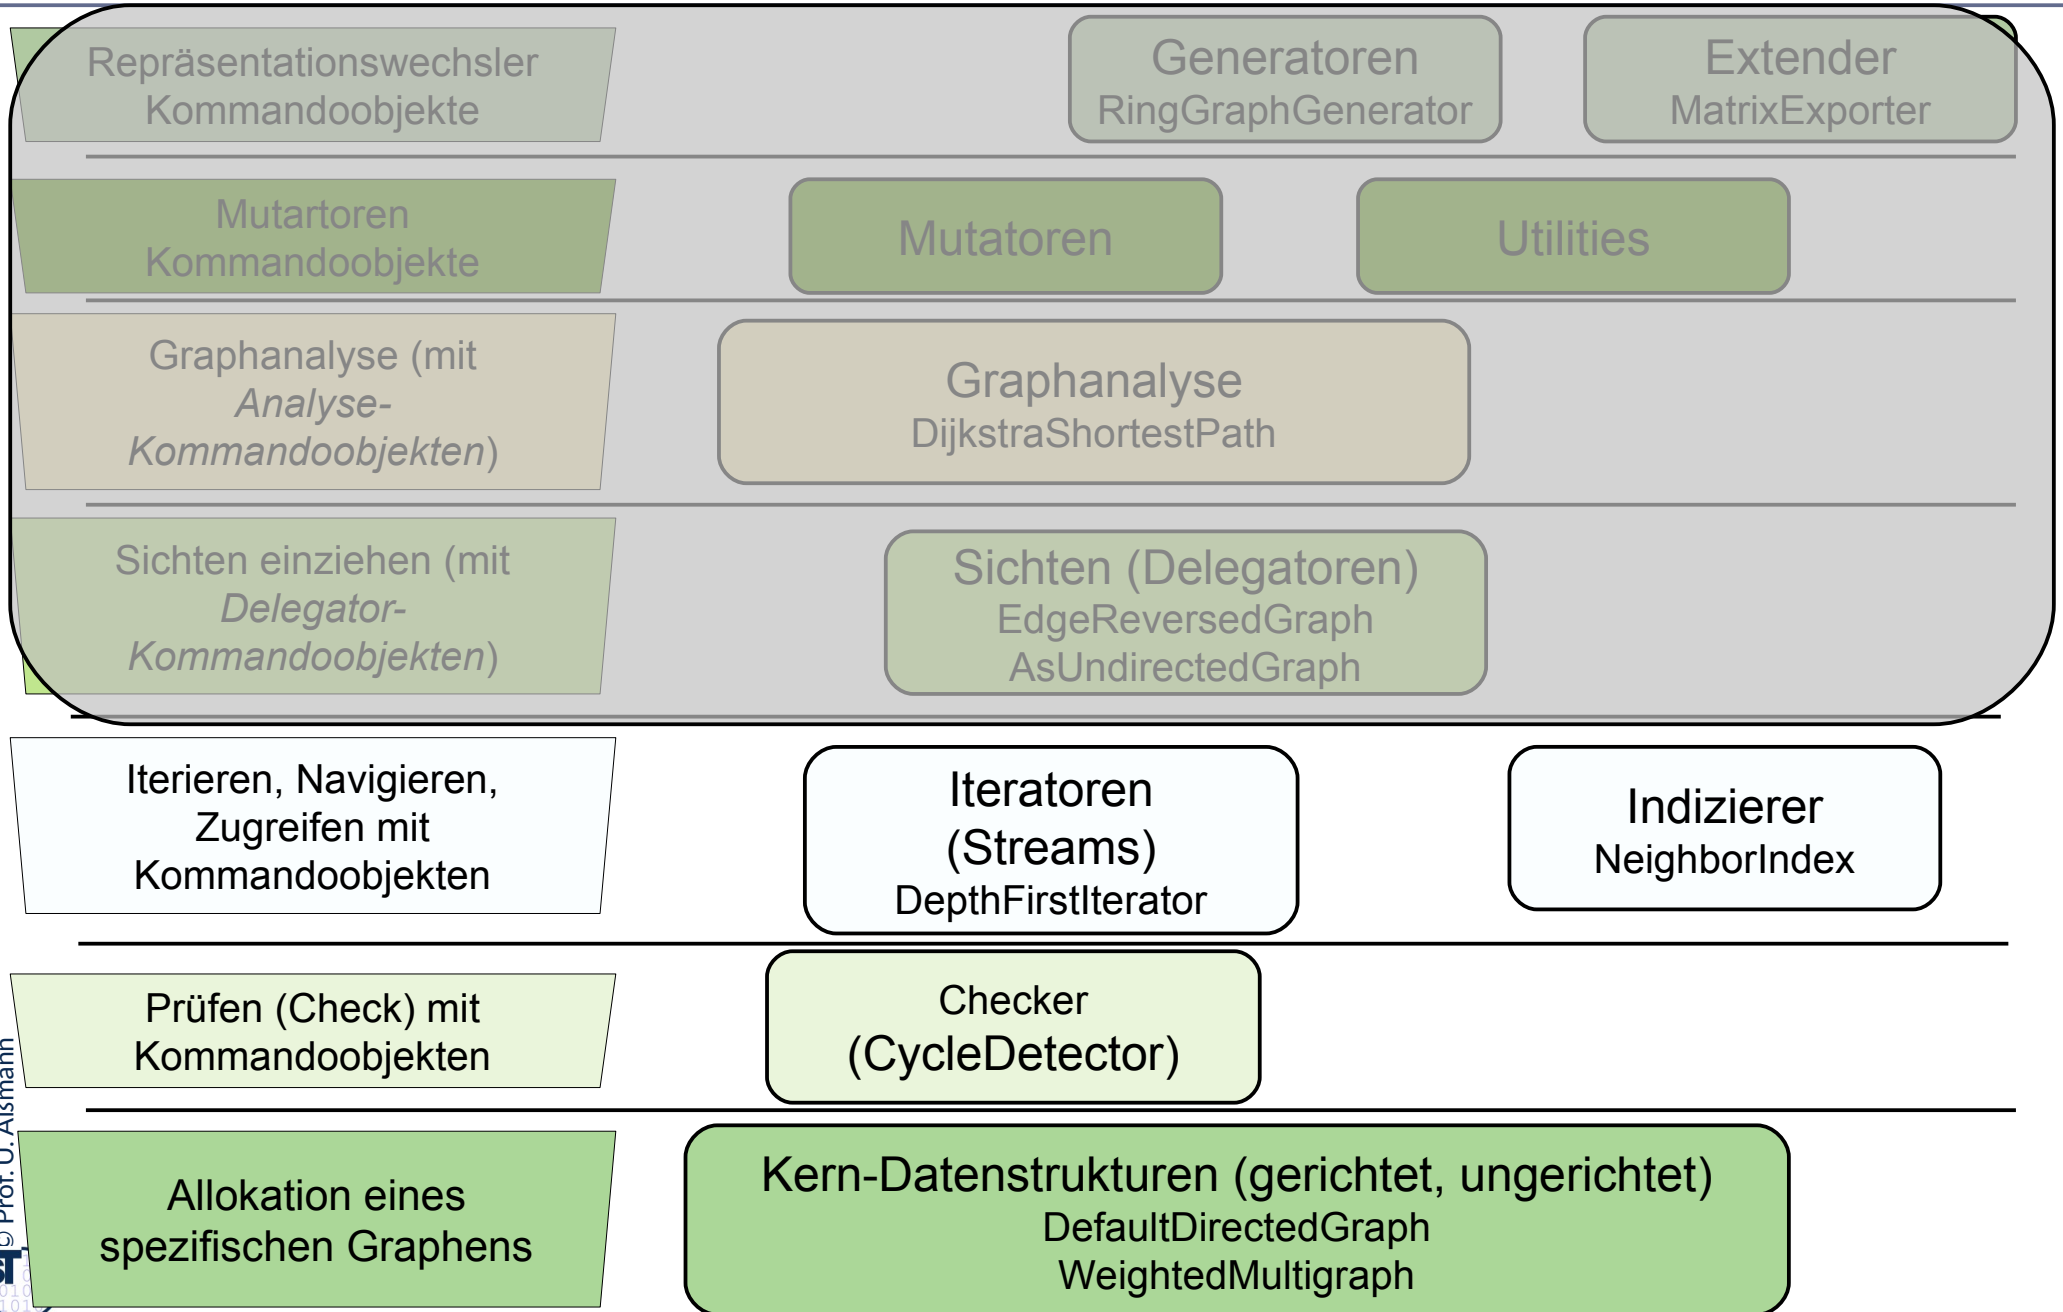 Repräsentationswechsler
Kommandoobjekte
Generatoren
RingGraphGenerator
Extender
MatrixExporter
Mutartoren
Kommandoobjekte
Mutatoren
Utilities
Graphanalyse (mit
Analyse-
Kommandoobjekten)
Graphanalyse
DijkstraShortestPath
Sichten einziehen (mit
Delegator-
Kommandoobjekten)
Sichten (Delegatoren)
EdgeReversedGraph
AsUndirectedGraph
Iterieren, Navigieren,
Zugreifen mit
Kommandoobjekten
Iteratoren
(Streams)
DepthFirstIterator
Indizierer
NeighborIndex
Prüfen (Check) mit
Kommandoobjekten
Checker
(CycleDetector)
Allokation eines
spezifischen Graphens
Kern-Datenstrukturen (gerichtet, ungerichtet)
DefaultDirectedGraph
WeightedMultigraph
© Prof. U. Aßmann